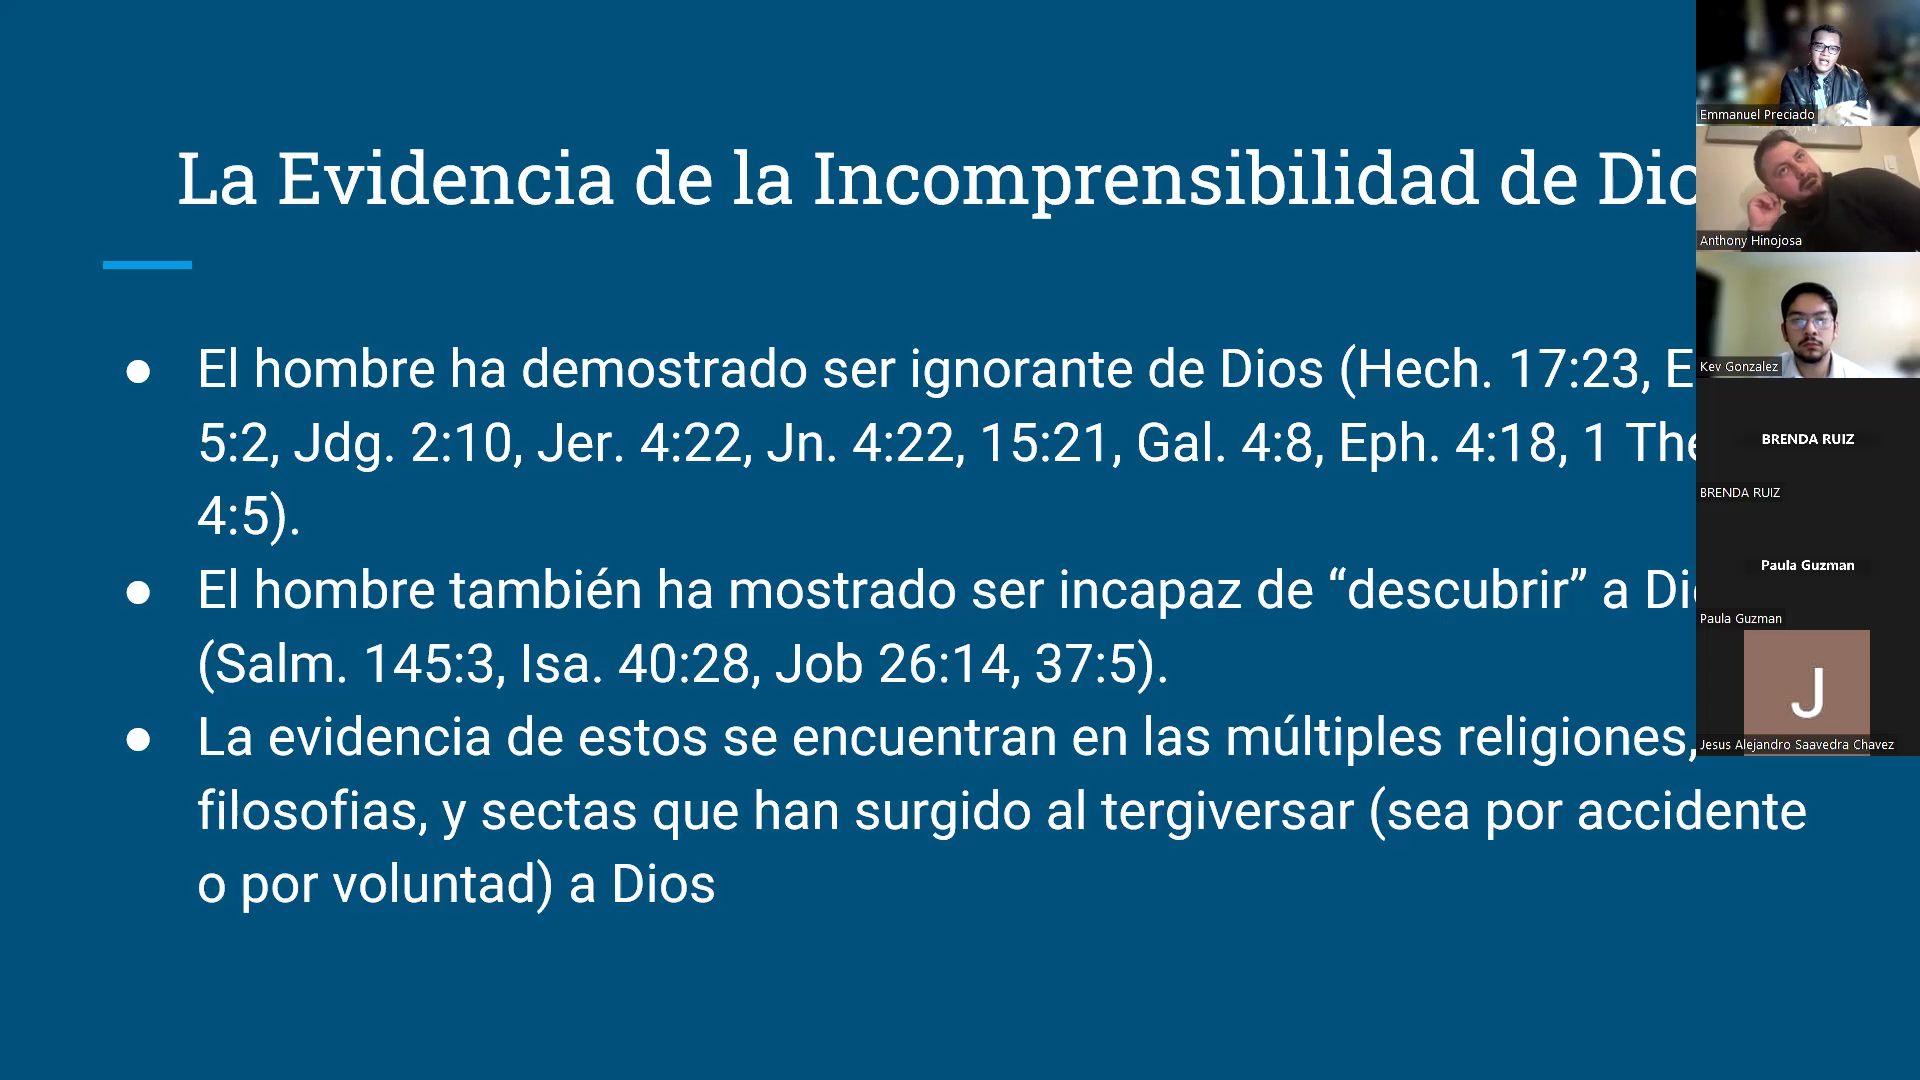 La Evidencia de la Incomprensibilidad de
● El hombre ha demostrado ser ignorante de Dios (Hech. 17:23,
5:2, Jdg. 2:10, Jer. 4:22, Jn. 4:22, 15:21, Gal. 4:8, Eph. 4:18, 1
4:5).
● El hombre también ha mostrado ser incapaz de “descubrir” a
(Salm. 145:3, Isa. 40:28, Job 26:14, 37:5).
● La evidencia de estos se encuentran en las múltiples religiones,
filosofias, y sectas que han surgido al tergiversar (sea por accidente
o por voluntad) a Dios
Emmanuel Preciado
Anthony Hinojosa
Kev Gonzalez
BRENDA RUIZ
BRENDA RUIZ
Paula Guzman
Paula Guzman
J
Jesus Alejandro Saavedra Chavez